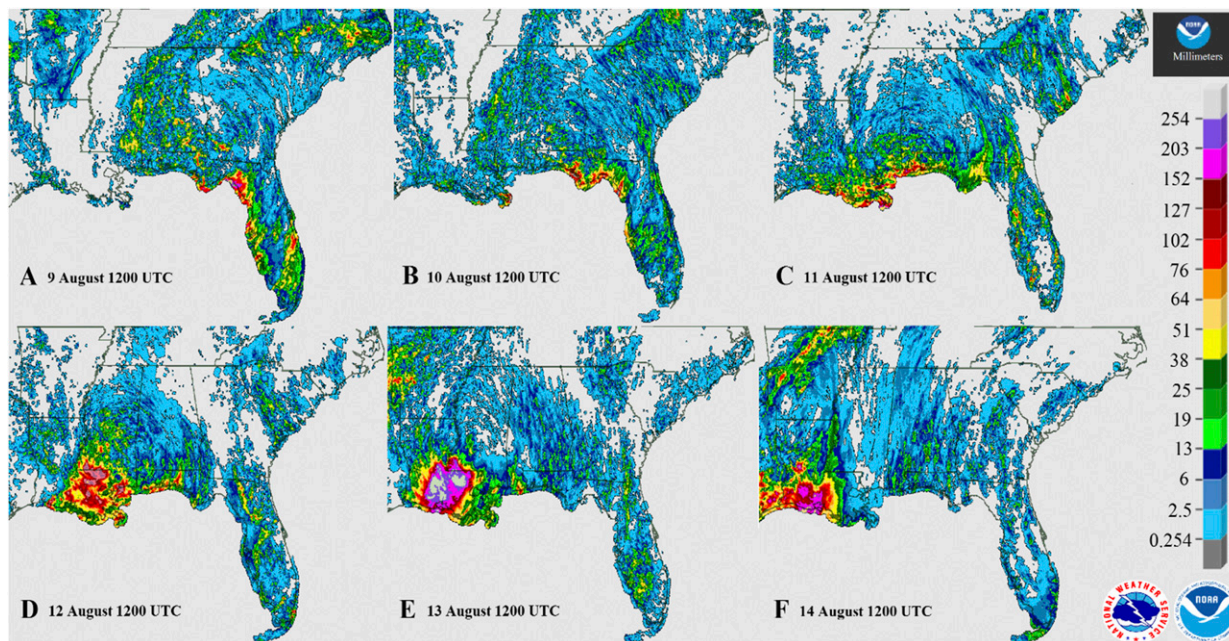 A 9 August 1200 UTC
B 10 August 1200 UTC
C 11 August 1200 UTC
D 12 August 1200 UTC
E 13 August 1200 UTC
F 14 August 1200 UTC
NOAA
Millimeters
254
203
152
127
102
76
64
51
38
25
19
13
6
2.5
0.254
NATIONAL WEATHER SERVICE
NOAA